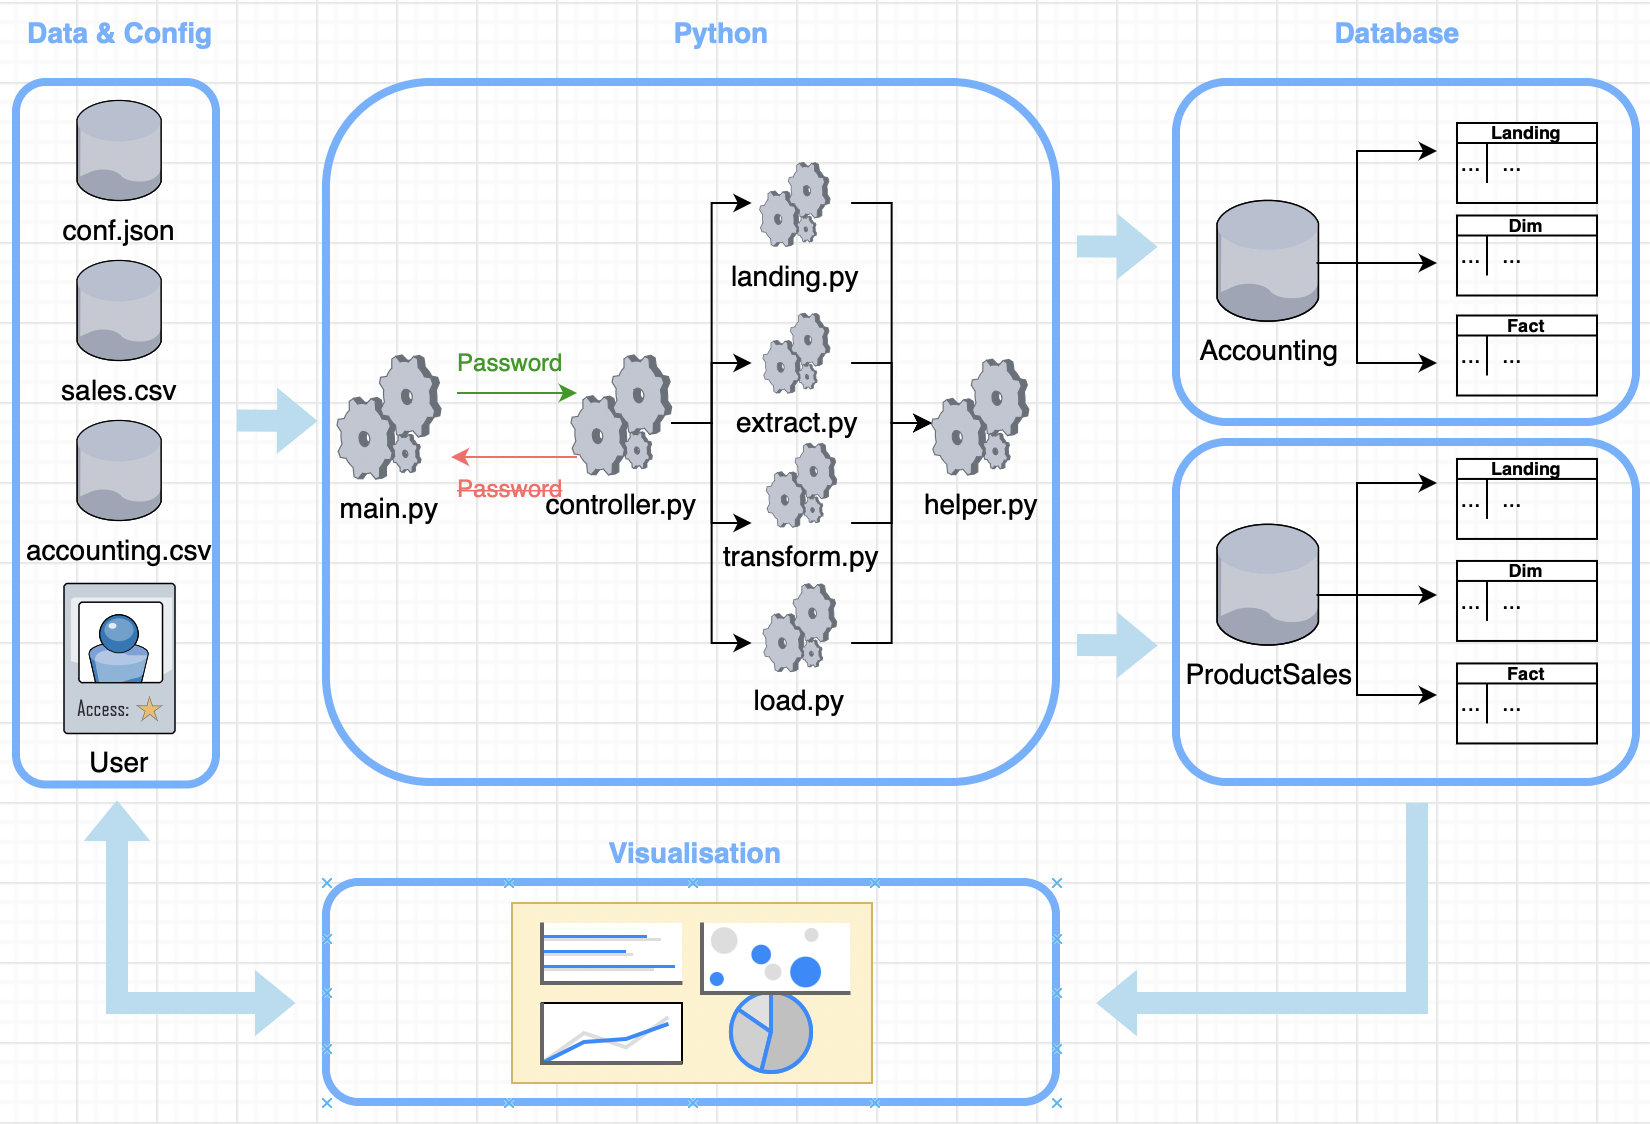 Data & Config
Python
Database
conf.json
sales.csv
accounting.csv
Access:
User
Password
Password
main.py
controller.py
landing.py
extract.py
transform.py
load.py
helper.py
Accounting
Landing
... ...
Dim
... ...
Fact
... ...
ProductSales
Landing
... ...
Dim
... ...
Fact
... ...
Visualisation